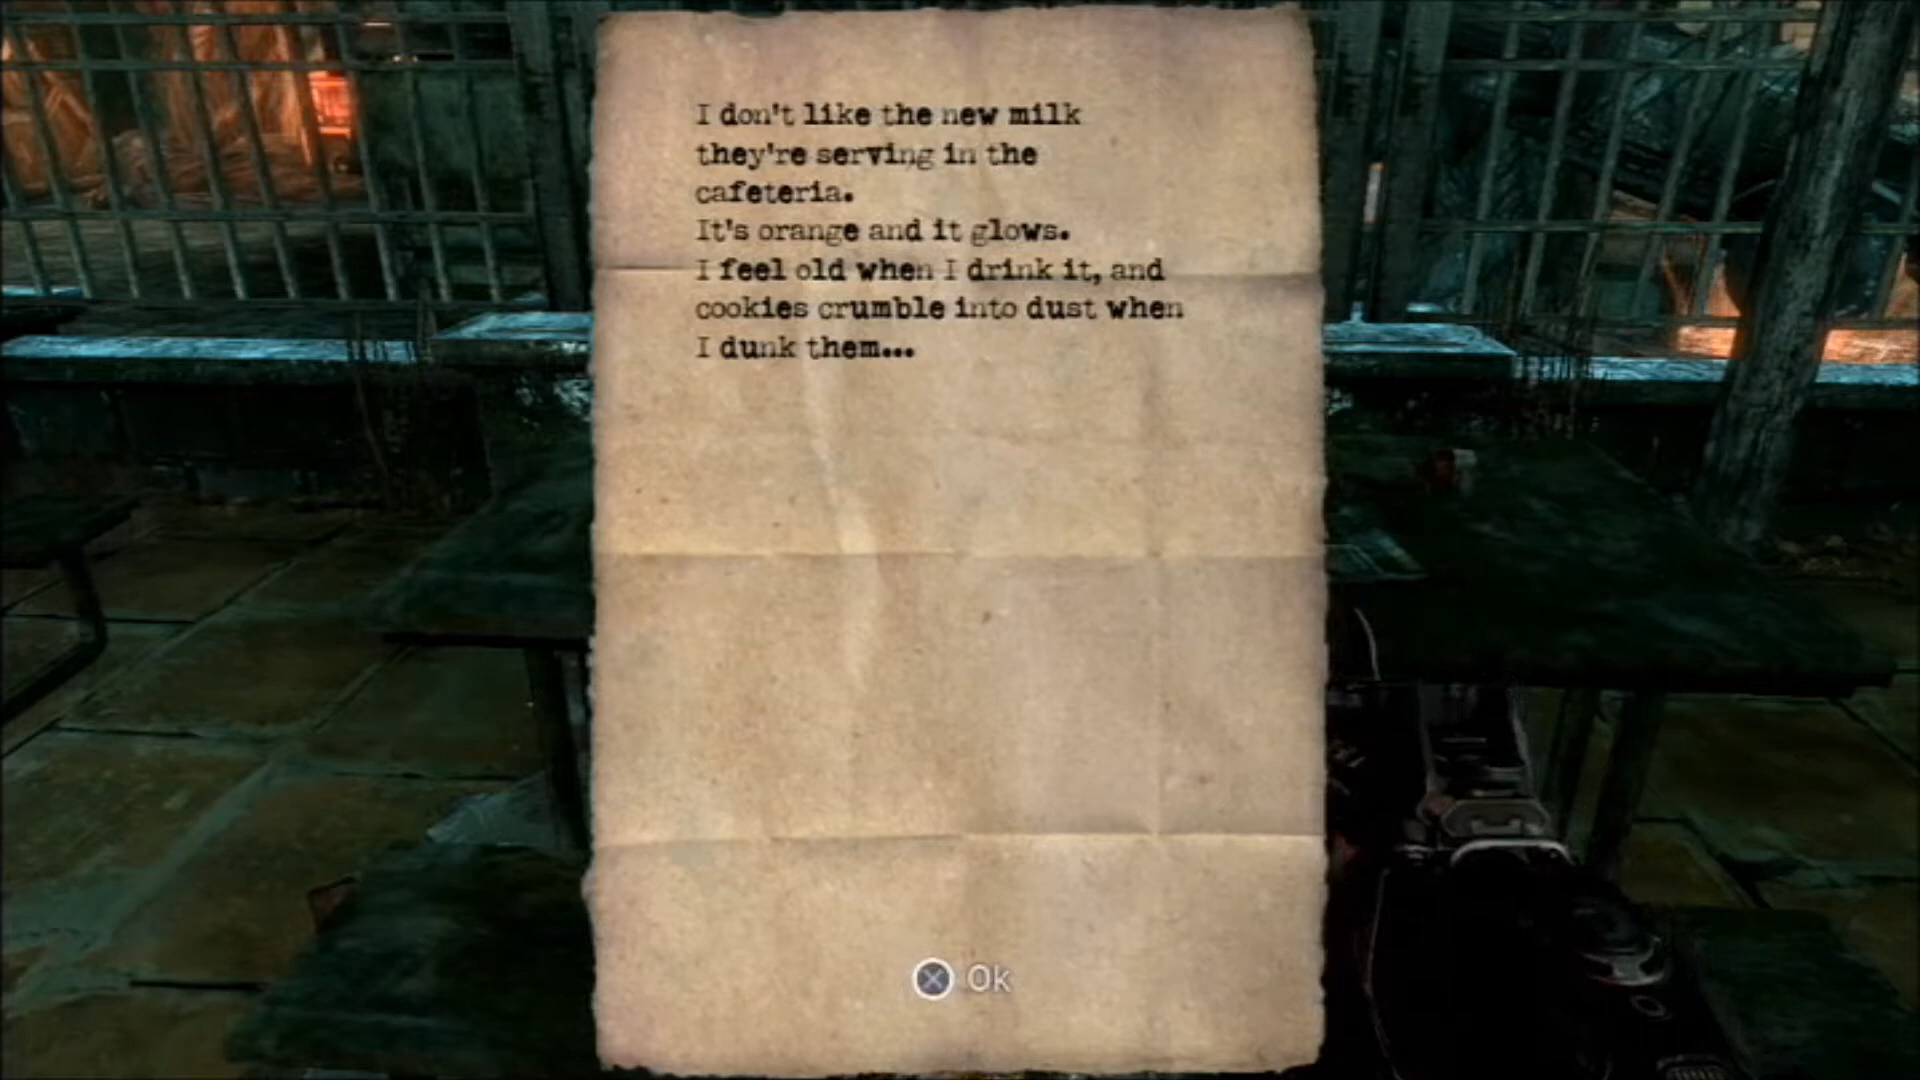 I don't like the new milk
they're serving in the
cafeteria.
It's orange and it glows.
I feel old when I drink it, and
cookies crumble into dust when
I dunk them...
Ok